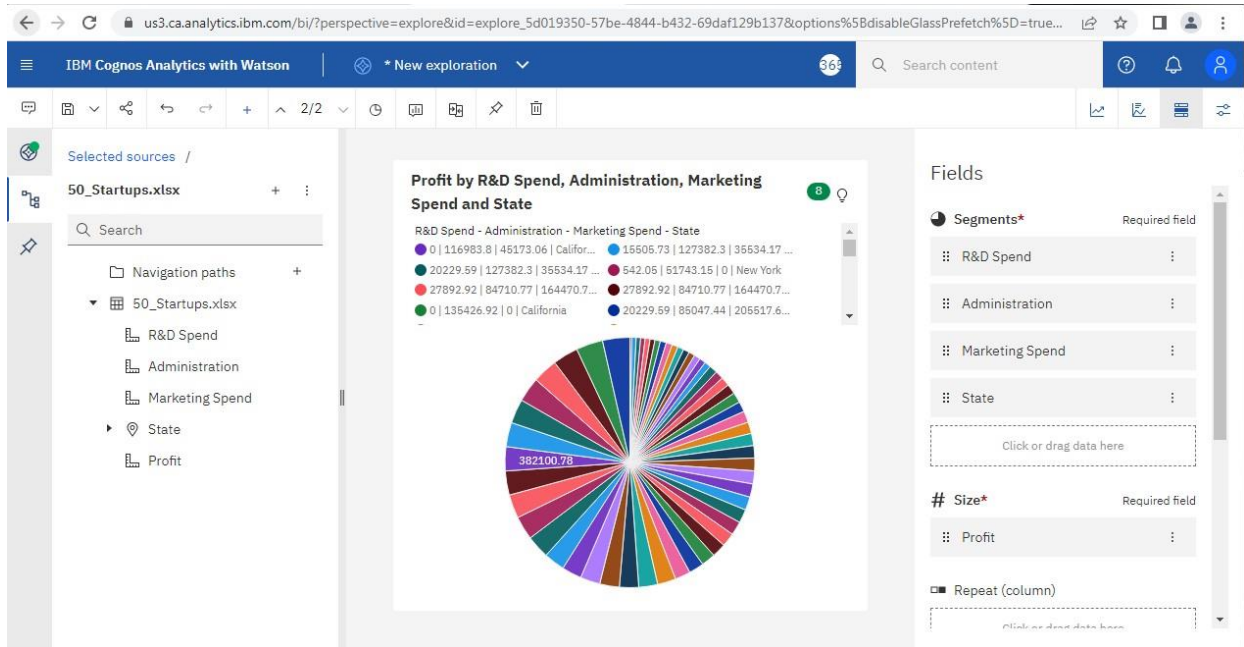 us3.ca.analytics.ibm.com/bi/?perspective=explore&id=explore_5d019350-57be-4844-b432-69daf129b137&options%5BdisableGlassPrefetch%5D=true...
IBM Cognos Analytics with Watson
* New exploration
Search content
2/2
Selected sources /
50_Startups.xlsx
Search
Navigation paths
50_Startups.xlsx
R&D Spend
Administration
Marketing Spend
State
Profit
Profit by R&D Spend, Administration, Marketing
Spend and State
8
R&D Spend - Administration - Marketing Spend - State
0 | 116983.8 | 45173.06 | Califor...
15505.73 | 127382.3 | 35534.17 ...
20229.59 | 127382.3 | 35534.17 ...
542.05 | 51743.15 | 0 | New York
27892.92 | 84710.77 | 164470.7...
27892.92 | 84710.77 | 164470.7...
0 | 135426.92 | 0 | California
20229.59 | 85047.44 | 205517.6...
382100.78
Fields
Segments* Required field
R&D Spend
Administration
Marketing Spend
State
Click or drag data here
# Size* Required field
Profit
Repeat (column)
Click or drag data here